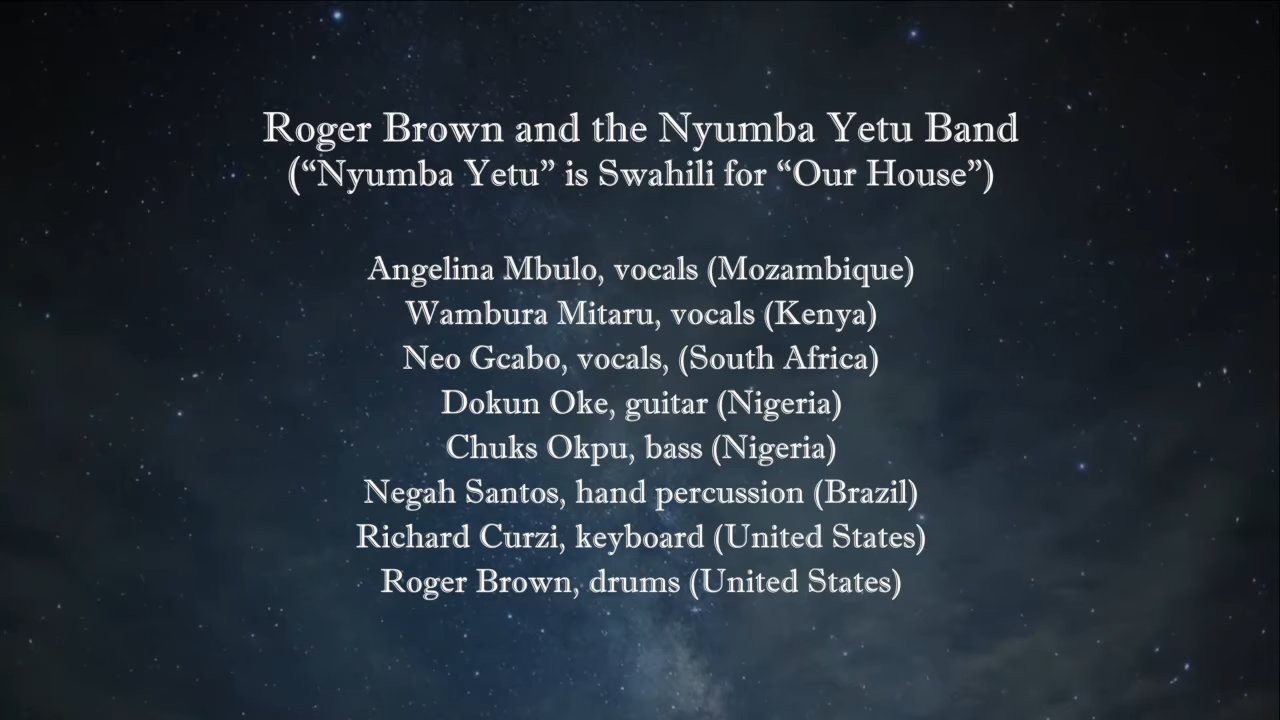 Roger Brown and the Nyumba Yetu Band
(“Nyumba Yetu” is Swahili for “Our House”)
Angelina Mbulo, vocals (Mozambique)
Wambura Mitaru, vocals (Kenya)
Neo Gcabo, vocals, (South Africa)
Dokun Oke, guitar (Nigeria)
Chuks Okpu, bass (Nigeria)
Negah Santos, hand percussion (Brazil)
Richard Curzi, keyboard (United States)
Roger Brown, drums (United States)